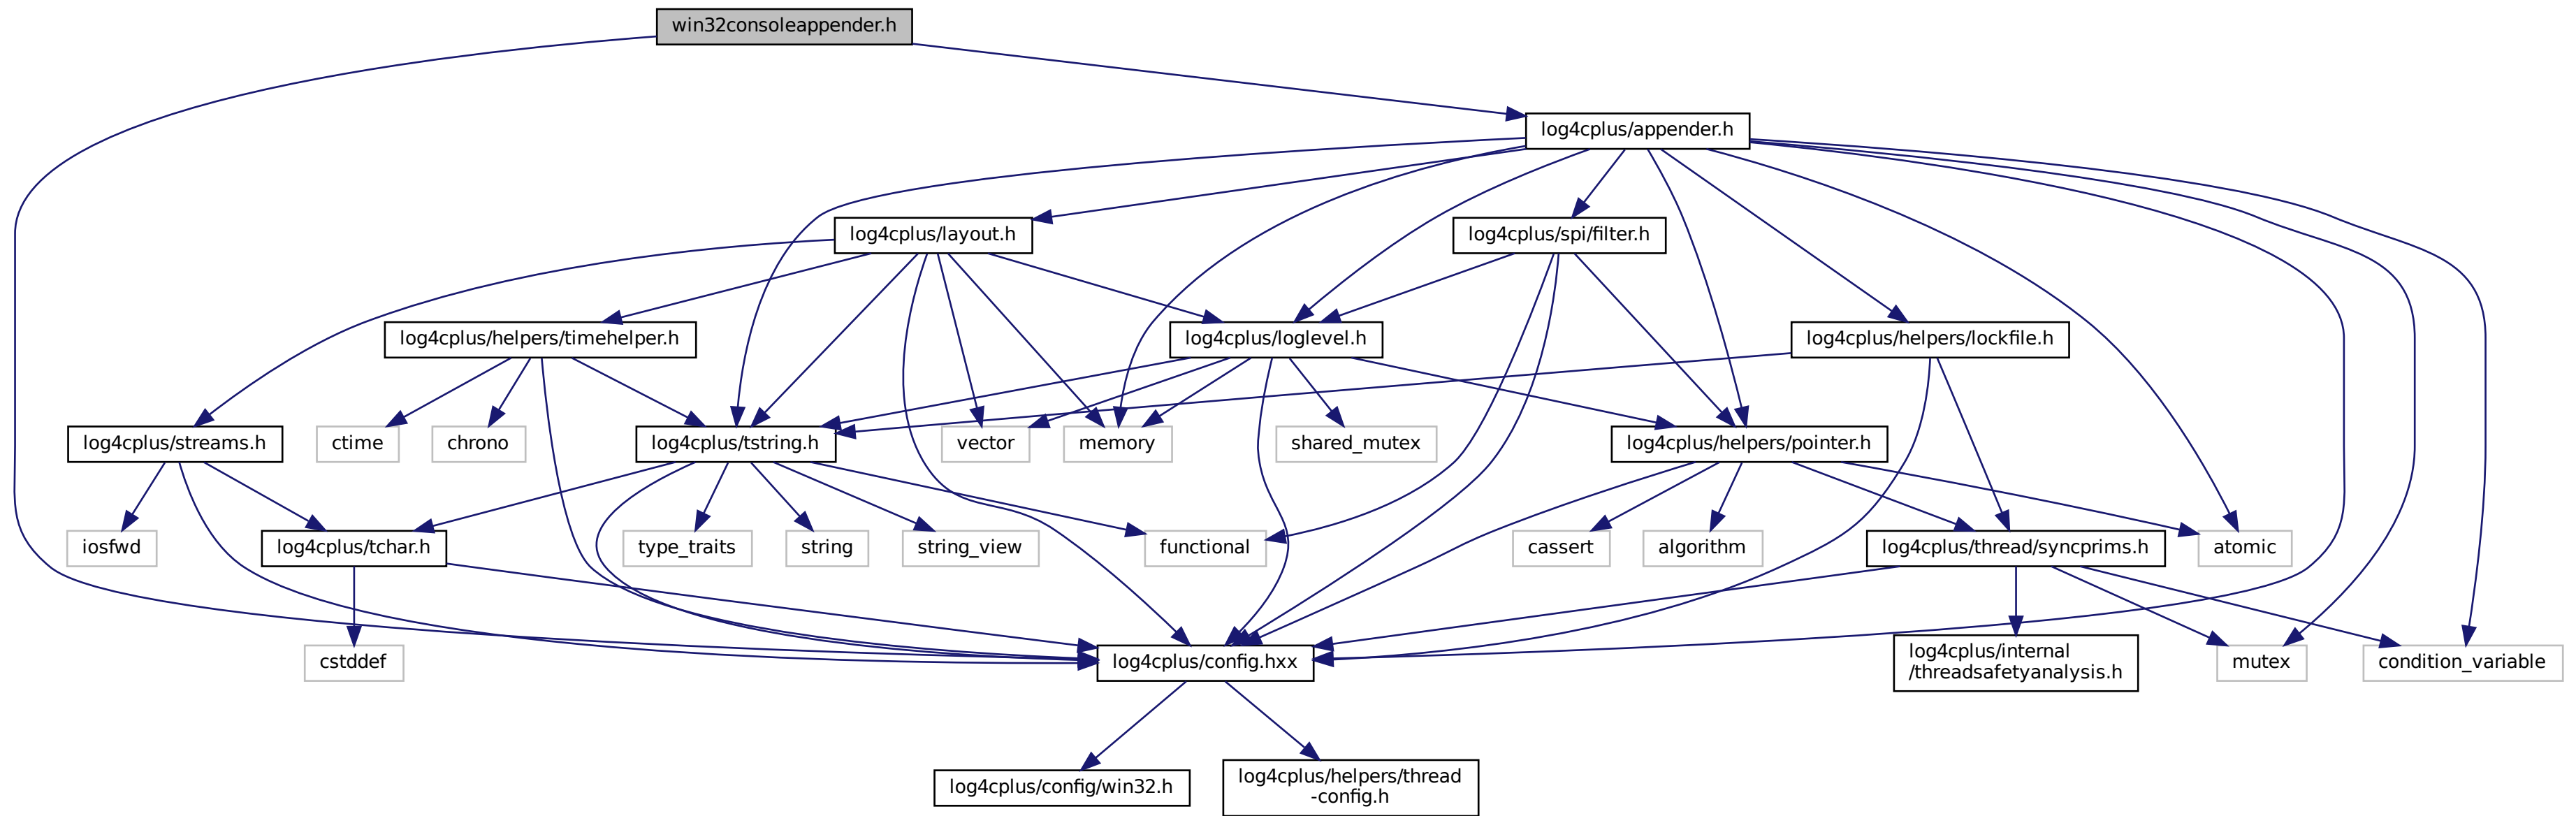 win32consoleappender.h
log4cplus/appender.h
log4cplus/layout.h
log4cplus/spi/filter.h
log4cplus/helpers/timehelper.h
log4cplus/loglevel.h
log4cplus/helpers/lockfile.h
log4cplus/streams.h
ctime
chrono
log4cplus/tstring.h
vector
memory
shared_mutex
log4cplus/helpers/pointer.h
iosfwd
log4cplus/tchar.h
type_traits
string
string_view
functional
cassert
algorithm
log4cplus/thread/syncprims.h
atomic
cstddef
log4cplus/config.hxx
log4cplus/internal
/threadsafetyanalysis.h
mutex
condition_variable
log4cplus/config/win32.h
log4cplus/helpers/thread
-config.h